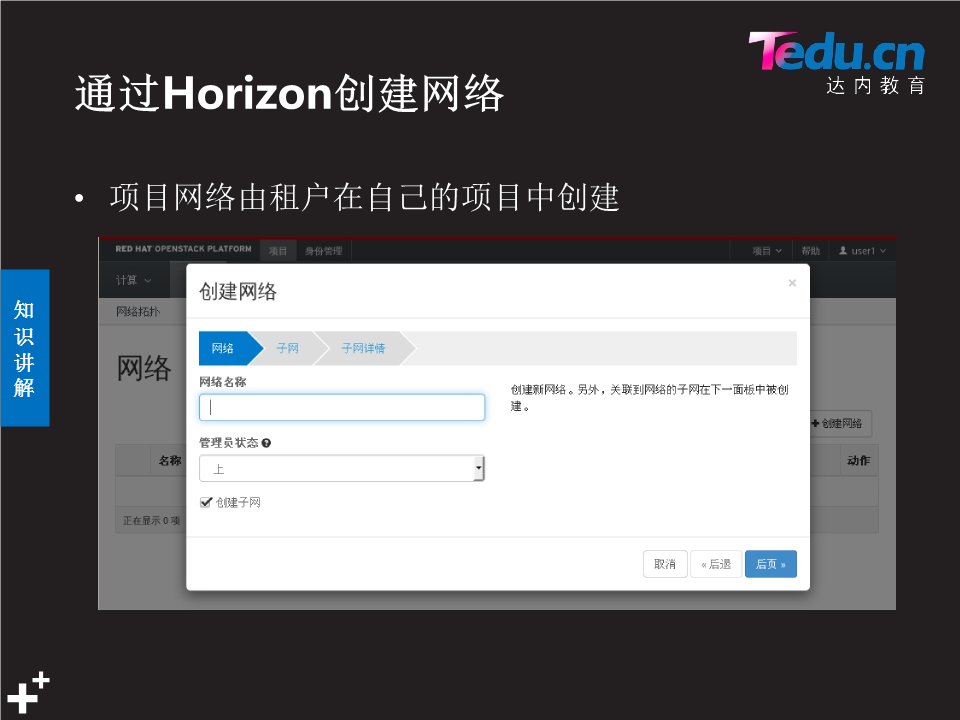 Tedu.cn
达内教育
通过Horizon创建网络
• 项目网络由租户在自己的项目中创建
知
识
讲
解
RED HAT OPENSTACK PLATFORM 项目 身份管理 项目 帮助 user1
计算
网络拓扑
网络
创建网络 ×
网络 子网 子网详情
网络名称
创建新网络。另外，关联到网络的子网在下一面板中被创
建。
+ 创建网络
管理员状态
上
创建子网
名称 动作
正在显示 0 项
取消 « 后退 后页 »